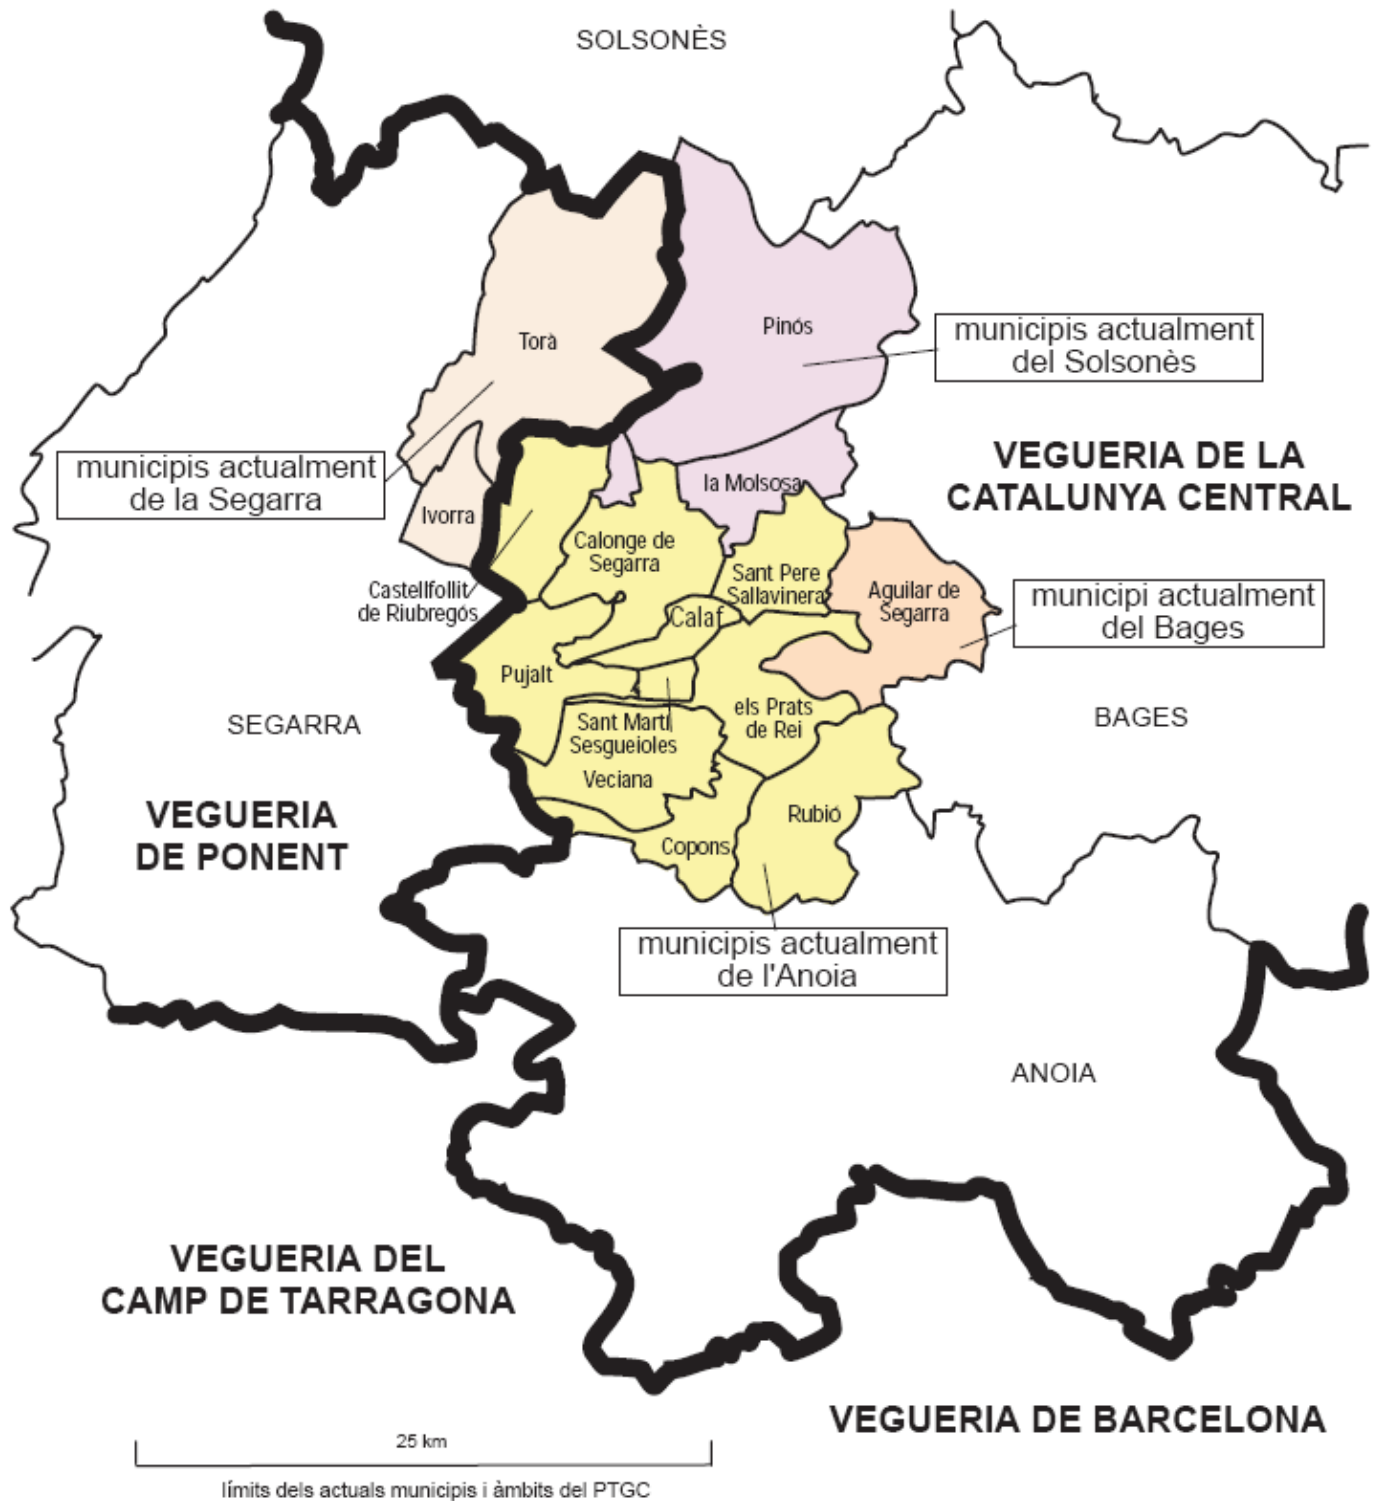 SOLSONÈS
Pinós
Torà
municipis actualment
del Solsonès
VEGUERIA DE LA
CATALUNYA CENTRAL
municipis actualment
de la Segarra
la Molsosa
Ivorra
Calonge de
Segarra
Sant Pere
Sallavinera
Aguilar de
Segarra
Castellfollit
de Riubregós
municipi actualment
del Bages
Calaf
Pujalt
els Prats
de Rei
SEGARRA
Sant Martí
Sesgueioles
BAGES
Veciana
VEGUERIA
DE PONENT
Rubió
Copons
municipis actualment
de l'Anoia
ANOIA
VEGUERIA DEL
CAMP DE TARRAGONA
VEGUERIA DE BARCELONA
25 km
límits dels actuals municipis i àmbits del PTGC